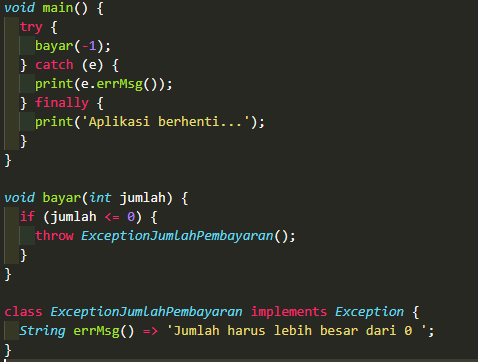 void main() {
  try {
    bayar(-1);
  } catch (e) {
    print(e.errMsg());
  } finally {
    print('Aplikasi berhenti...');
  }
}

void bayar(int jumlah) {
  if (jumlah <= 0) {
    throw ExceptionJumlahPembayaran();
  }
}

class ExceptionJumlahPembayaran implements Exception {
  String errMsg() => 'Jumlah harus lebih besar dari 0 ';
}